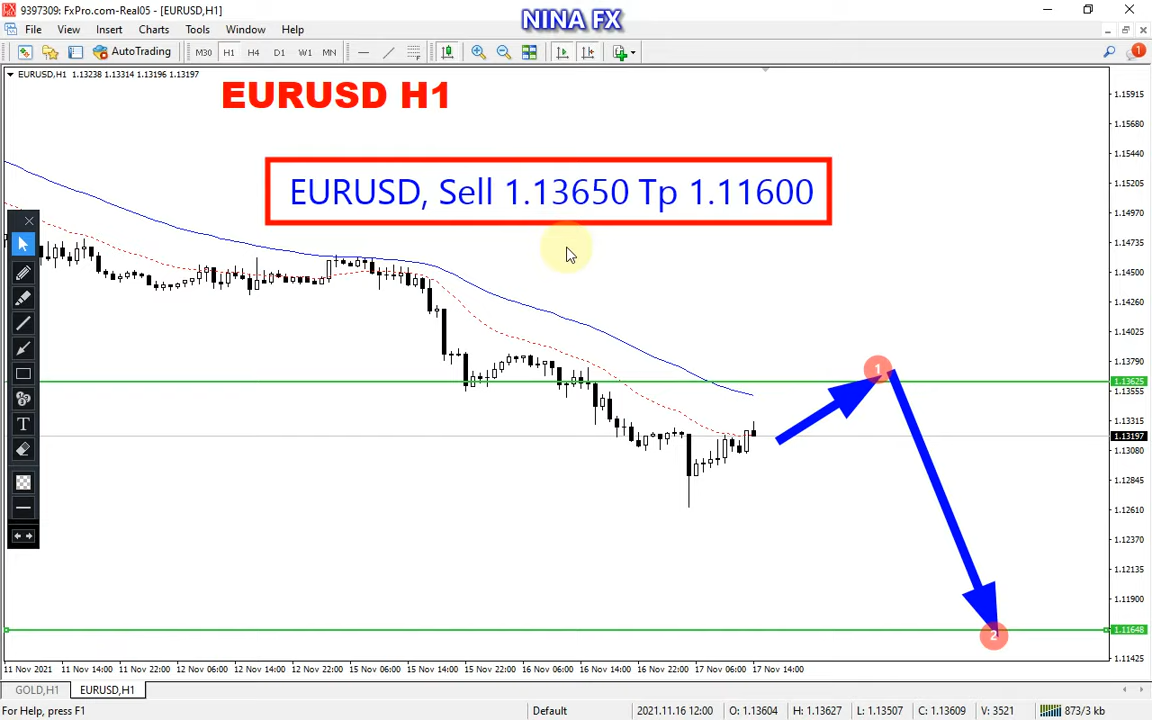 9397309: FxPro.com-Real05 - [EURUSD,H1]
NINA FX
File View Insert Charts Tools Window Help
AutoTrading M30 H1 H4 D1 W1 MN
1
EURUSD,H1 1.13238 1.13314 1.13196 1.13197
EURUSD H1
EURUSD, Sell 1.13650 Tp 1.11600
1.15915
1.15680
1.15440
1.15205
1.14970
1.14735
1.14500
1.14260
1.14025
1.13790
1.13625
1.13555
1.13315
1.13197
1.13080
1.12845
1.12610
1.12370
1.12135
1.11900
1.11648
1.11425
1
2
T
11 Nov 2021 11 Nov 14:00 11 Nov 22:00 12 Nov 06:00 12 Nov 14:00 12 Nov 22:00 15 Nov 06:00 15 Nov 14:00 15 Nov 22:00 16 Nov 06:00 16 Nov 14:00 16 Nov 22:00 17 Nov 06:00 17 Nov 14:00
GOLD,H1 EURUSD,H1
For Help, press F1 Default 2021.11.16 12:00 O: 1.13604 H: 1.13627 L: 1.13507 C: 1.13609 V: 3521 873/3 kb